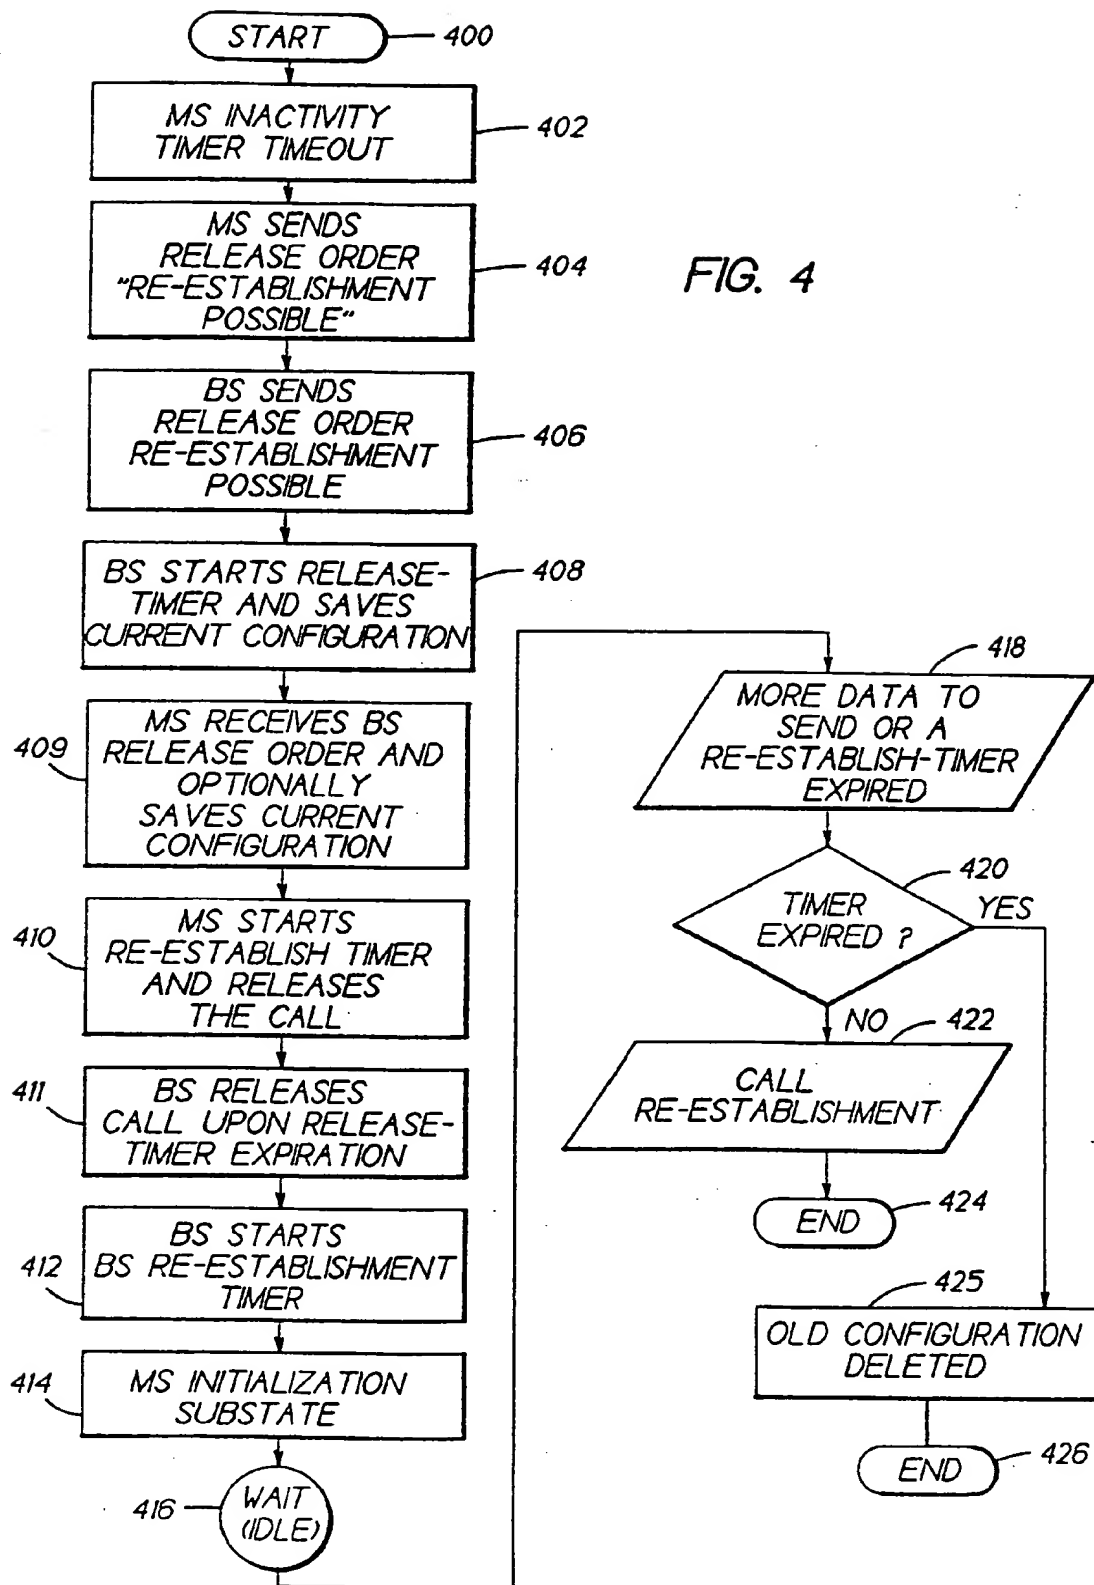 START
400
MS INACTIVITY
TIMER TIMEOUT
402
MS SENDS
RELEASE ORDER
"RE-ESTABLISHMENT
POSSIBLE"
404
FIG. 4
BS SENDS
RELEASE ORDER
RE-ESTABLISHMENT
POSSIBLE
406
BS STARTS RELEASE-
TIMER AND SAVES
CURRENT CONFIGURATION
408
MS RECEIVES BS
RELEASE ORDER AND
OPTIONALLY
SAVES CURRENT
CONFIGURATION
409
MS STARTS
RE-ESTABLISH TIMER
AND RELEASES
THE CALL
410
BS RELEASES
CALL UPON RELEASE-
TIMER EXPIRATION
411
BS STARTS
BS RE-ESTABLISHMENT
TIMER
412
MS INITIALIZATION
SUBSTATE
414
WAIT
(IDLE)
416
418
MORE DATA TO
SEND OR A
RE-ESTABLISH-TIMER
EXPIRED
420
TIMER
EXPIRED ?
YES
NO
422
CALL
RE-ESTABLISHMENT
END
424
425
OLD CONFIGURATION
DELETED
END
426